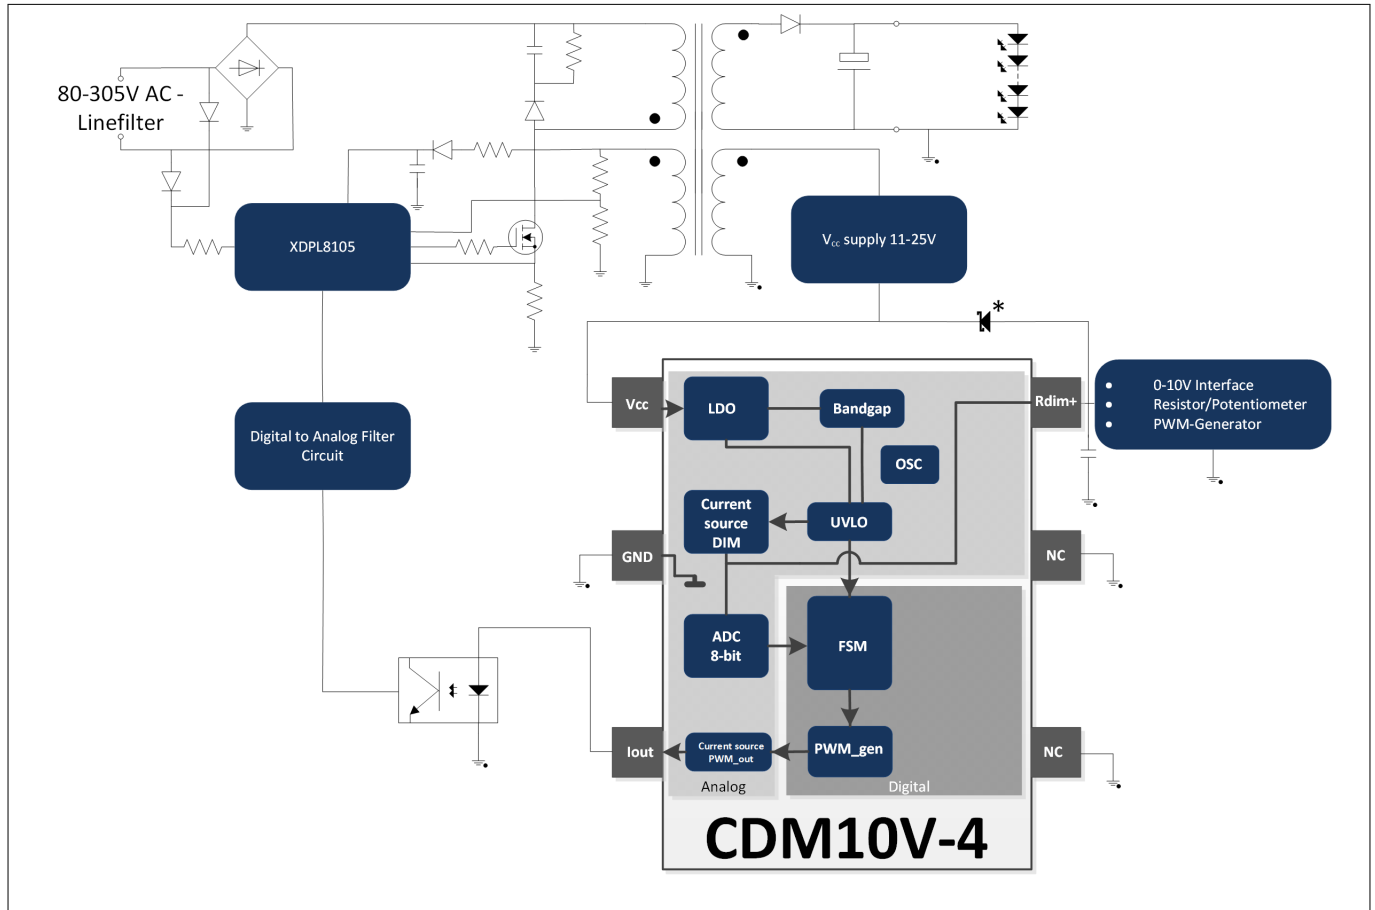 80-305V AC -
Linefilter
XDPL8105
V_cc supply 11-25V
*
Digital to Analog Filter
Circuit
Vcc
LDO
Bandgap
Rdim+
• 0-10V Interface
• Resistor/Potentiometer
• PWM-Generator
OSC
Current
source
DIM
UVLO
GND
NC
ADC
8-bit
FSM
Iout
Current source
PWM_out
PWM_gen
NC
Analog
Digital
CDM10V-4